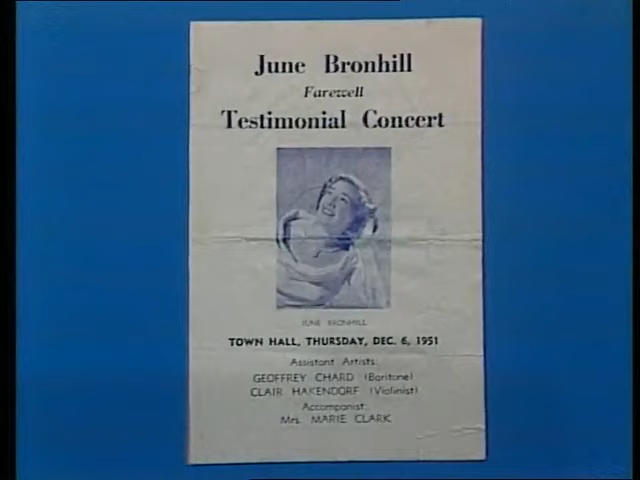 June Bronhill
Farewell
Testimonial Concert
JUNE BRONHILL
TOWN HALL, THURSDAY, DEC. 6, 1951
Assistant Artists:
GEOFFREY CHARD (Baritone)
CLAIR HAKENDORF (Violinist)
Accompanist:
Mrs. MARIE CLARK